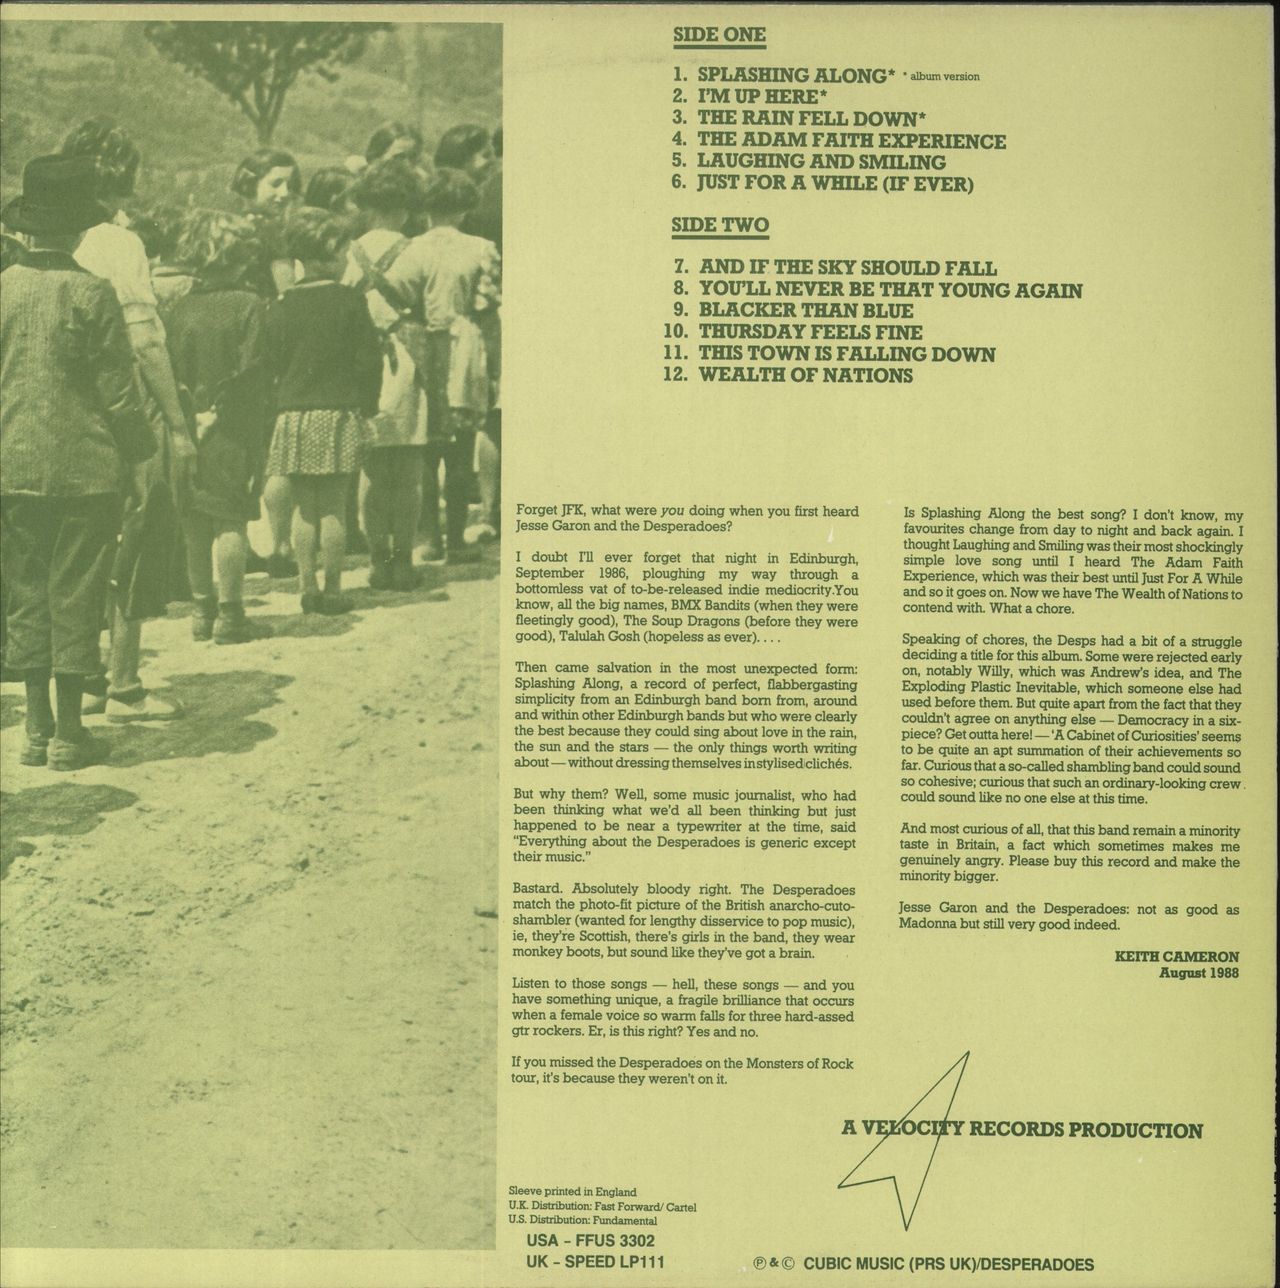 SIDE ONE
1. SPLASHING ALONG* * album version
2. I'M UP HERE*
3. THE RAIN FELL DOWN*
4. THE ADAM FAITH EXPERIENCE
5. LAUGHING AND SMILING
6. JUST FOR A WHILE (IF EVER)
SIDE TWO
7. AND IF THE SKY SHOULD FALL
8. YOU'LL NEVER BE THAT YOUNG AGAIN
9. BLACKER THAN BLUE
10. THURSDAY FEELS FINE
11. THIS TOWN IS FALLING DOWN
12. WEALTH OF NATIONS
Forget JFK, what were you doing when you first heard
Jesse Garon and the Desperadoes?
I doubt I'll ever forget that night in Edinburgh,
September 1986, ploughing my way through a
bottomless vat of to-be-released indie mediocrity.You
know, all the big names, BMX Bandits (when they were
fleetingly good), The Soup Dragons (before they were
good), Talulah Gosh (hopeless as ever). . . .
Then came salvation in the most unexpected form:
Splashing Along, a record of perfect, flabbergasting
simplicity from an Edinburgh band born from, around
and within other Edinburgh bands but who were clearly
the best because they could sing about love in the rain,
the sun and the stars — the only things worth writing
about — without dressing themselves in stylised clichés.
But why them? Well, some music journalist, who had
been thinking what we'd all been thinking but just
happened to be near a typewriter at the time, said
"Everything about the Desperadoes is generic except
their music."
Bastard. Absolutely bloody right. The Desperadoes
match the photo-fit picture of the British anarcho-cuto-
shambler (wanted for lengthy disservice to pop music),
ie, they're Scottish, there's girls in the band, they wear
monkey boots, but sound like they've got a brain.
Listen to those songs — hell, these songs — and you
have something unique, a fragile brilliance that occurs
when a female voice so warm falls for three hard-assed
gtr rockers. Er, is this right? Yes and no.
If you missed the Desperadoes on the Monsters of Rock
tour, it's because they weren't on it.
Is Splashing Along the best song? I don't know, my
favourites change from day to night and back again. I
thought Laughing and Smiling was their most shockingly
simple love song until I heard The Adam Faith
Experience, which was their best until Just For A While
and so it goes on. Now we have The Wealth of Nations to
contend with. What a chore.
Speaking of chores, the Desps had a bit of a struggle
deciding a title for this album. Some were rejected early
on, notably Willy, which was Andrew's idea, and The
Exploding Plastic Inevitable, which someone else had
used before them. But quite apart from the fact that they
couldn't agree on anything else — Democracy in a six-
piece? Get outta here! — 'A Cabinet of Curiosities' seems
to be quite an apt summation of their achievements so
far. Curious that a so-called shambling band could sound
so cohesive; curious that such an ordinary-looking crew
could sound like no one else at this time.
And most curious of all, that this band remain a minority
taste in Britain, a fact which sometimes makes me
genuinely angry. Please buy this record and make the
minority bigger.
Jesse Garon and the Desperadoes: not as good as
Madonna but still very good indeed.
KEITH CAMERON
August 1988
A VELOCITY RECORDS PRODUCTION
Sleeve printed in England
U.K. Distribution: Fast Forward/ Cartel
U.S. Distribution: Fundamental
USA - FFUS 3302
UK - SPEED LP111
Ⓟ & © CUBIC MUSIC (PRS UK)/DESPERADOES